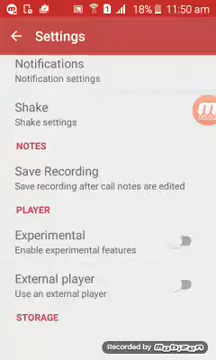 18% 11:50 am
Settings
Notifications
Notification settings
Shake
Shake settings
NOTES
Save Recording
Save recording after call notes are edited
PLAYER
Experimental
Enable experimental features
External player
Use an external player
STORAGE
Recorded by Mobizen